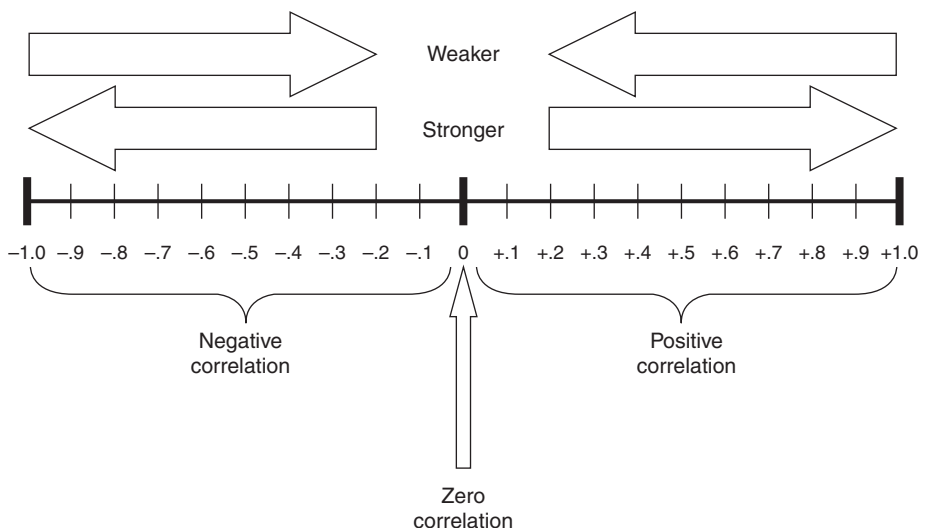 Weaker
Stronger
–1.0 –.9 –.8 –.7 –.6 –.5 –.4 –.3 –.2 –.1 0 +.1 +.2 +.3 +.4 +.5 +.6 +.7 +.8 +.9 +1.0
Negative
correlation
Positive
correlation
Zero
correlation